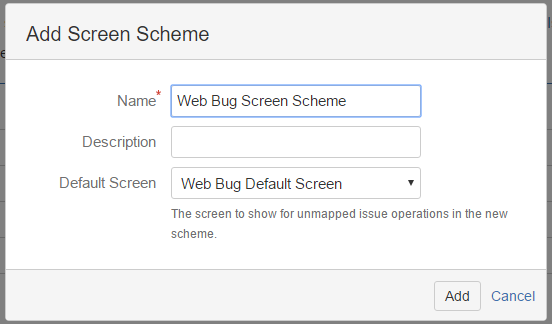 Add Screen Scheme
Name*
Web Bug Screen Scheme
Description
Default Screen
Web Bug Default Screen
The screen to show for unmapped issue operations in the new
scheme.
Add
Cancel